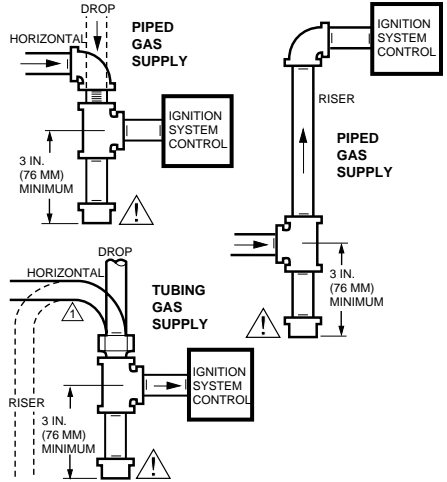 DROP
HORIZONTAL
PIPED
GAS
SUPPLY
IGNITION
SYSTEM
CONTROL
3 IN.
(76 MM)
MINIMUM
!
IGNITION
SYSTEM
CONTROL
RISER
PIPED
GAS
SUPPLY
3 IN.
(76 MM)
MINIMUM
!
DROP
HORIZONTAL
TUBING
GAS
SUPPLY
1
IGNITION
SYSTEM
CONTROL
RISER
3 IN.
(76 MM)
MINIMUM
!